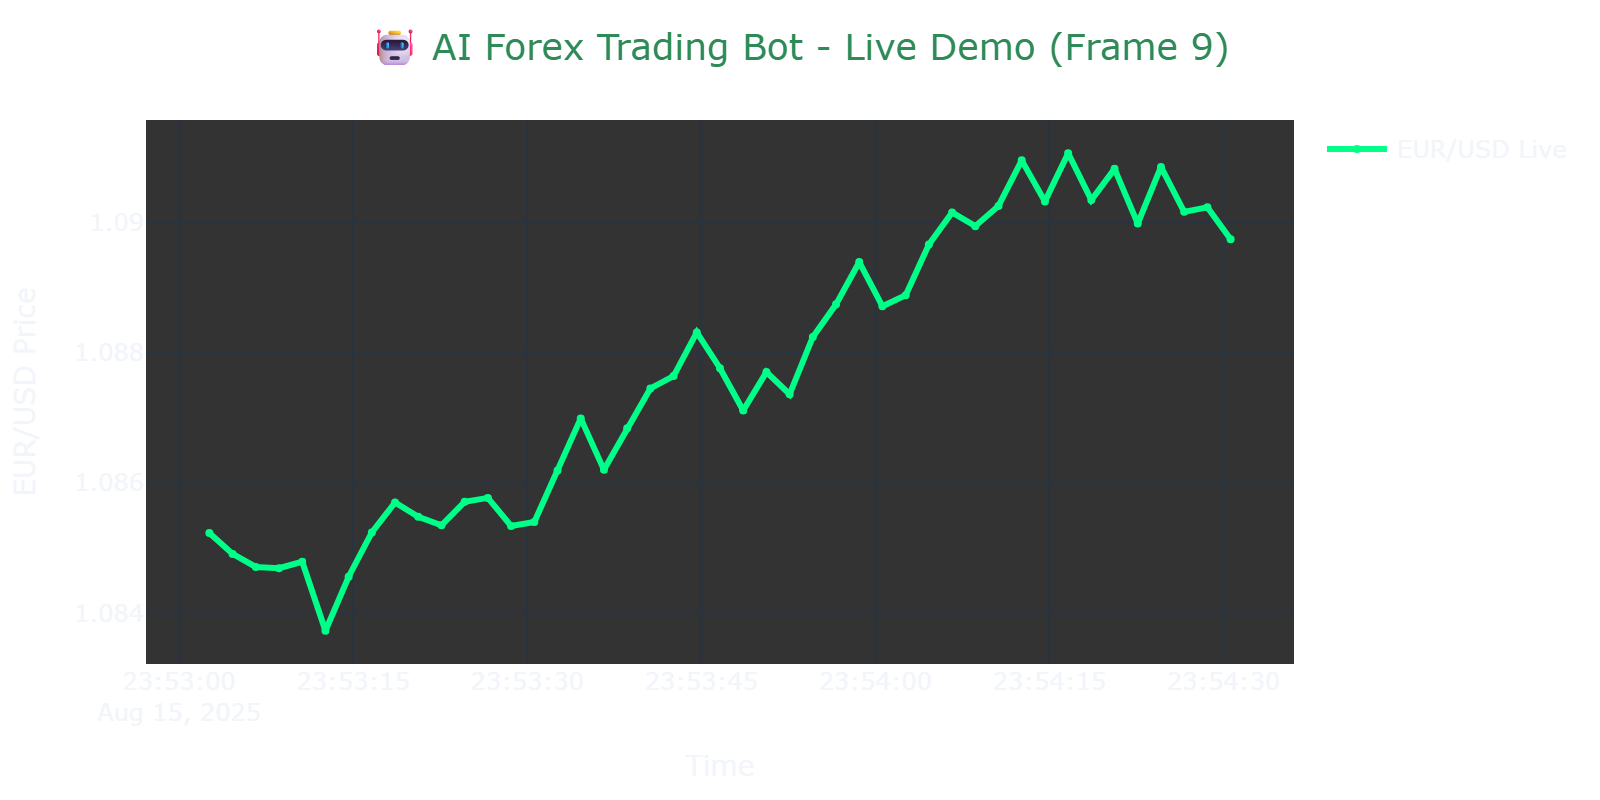 🤖 AI Forex Trading Bot - Live Demo (Frame 9)
EUR/USD Live
EUR/USD Price
1.09
1.088
1.086
1.084
23:53:00 23:53:15 23:53:30 23:53:45 23:54:00 23:54:15 23:54:30
Aug 15, 2025
Time